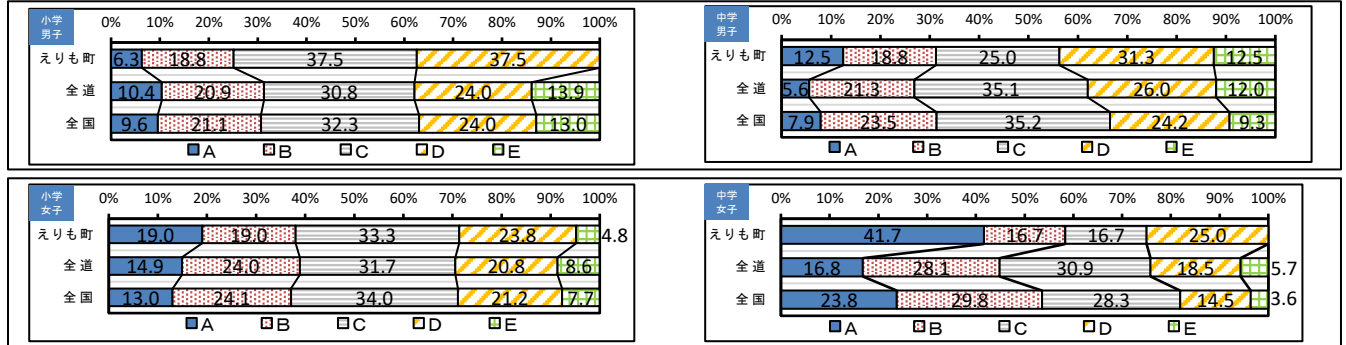 小学
男子
0% 10% 20% 30% 40% 50% 60% 70% 80% 90% 100%
えりも町 6.3 18.8 37.5 37.5
全道 10.4 20.9 30.8 24.0 13.9
全国 9.6 21.1 32.3 24.0 13.0
A B C D E
中学
男子
0% 10% 20% 30% 40% 50% 60% 70% 80% 90% 100%
えりも町 12.5 18.8 25.0 31.3 12.5
全道 5.6 21.3 35.1 26.0 12.0
全国 7.9 23.5 35.2 24.2 9.3
A B C D E
小学
女子
0% 10% 20% 30% 40% 50% 60% 70% 80% 90% 100%
えりも町 19.0 19.0 33.3 23.8 4.8
全道 14.9 24.0 31.7 20.8 8.6
全国 13.0 24.1 34.0 21.2 7.7
A B C D E
中学
女子
0% 10% 20% 30% 40% 50% 60% 70% 80% 90% 100%
えりも町 41.7 16.7 16.7 25.0
全道 16.8 28.1 30.9 18.5 5.7
全国 23.8 29.8 28.3 14.5 3.6
A B C D E